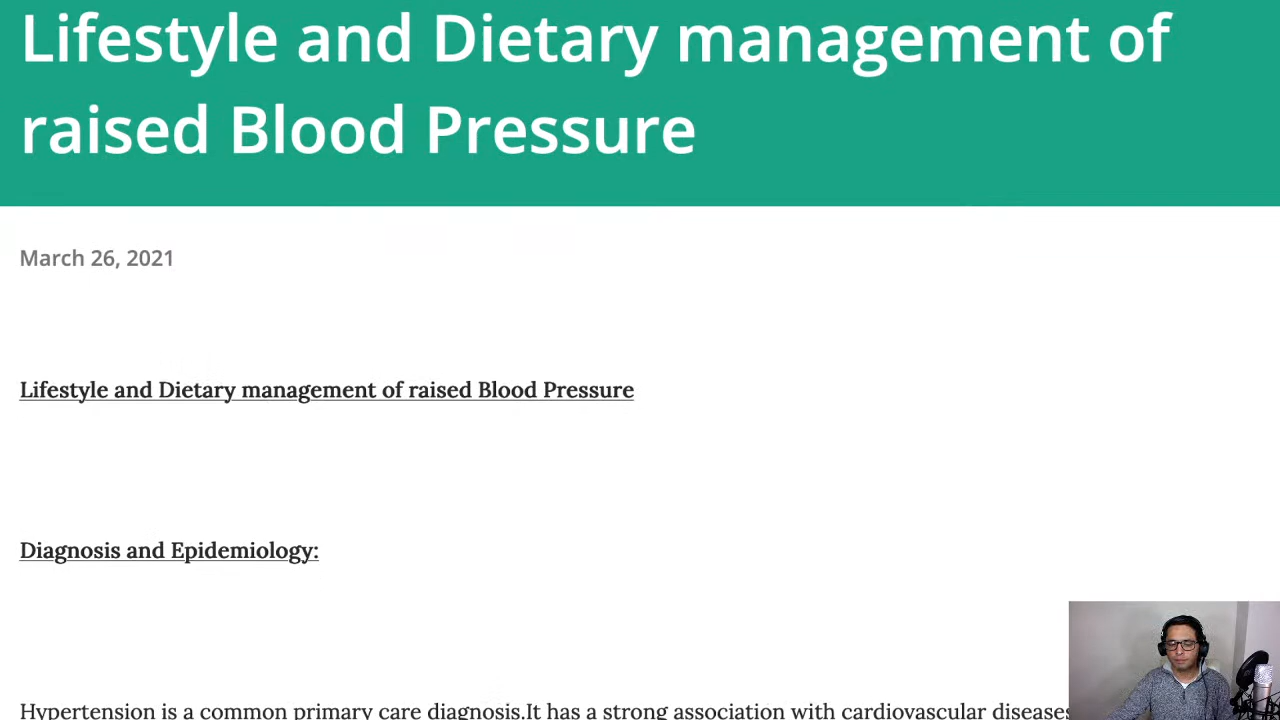 Lifestyle and Dietary management of
raised Blood Pressure
March 26, 2021
Lifestyle and Dietary management of raised Blood Pressure
Diagnosis and Epidemiology:
Hypertension is a common primary care diagnosis.It has a strong association with cardiovascular diseases